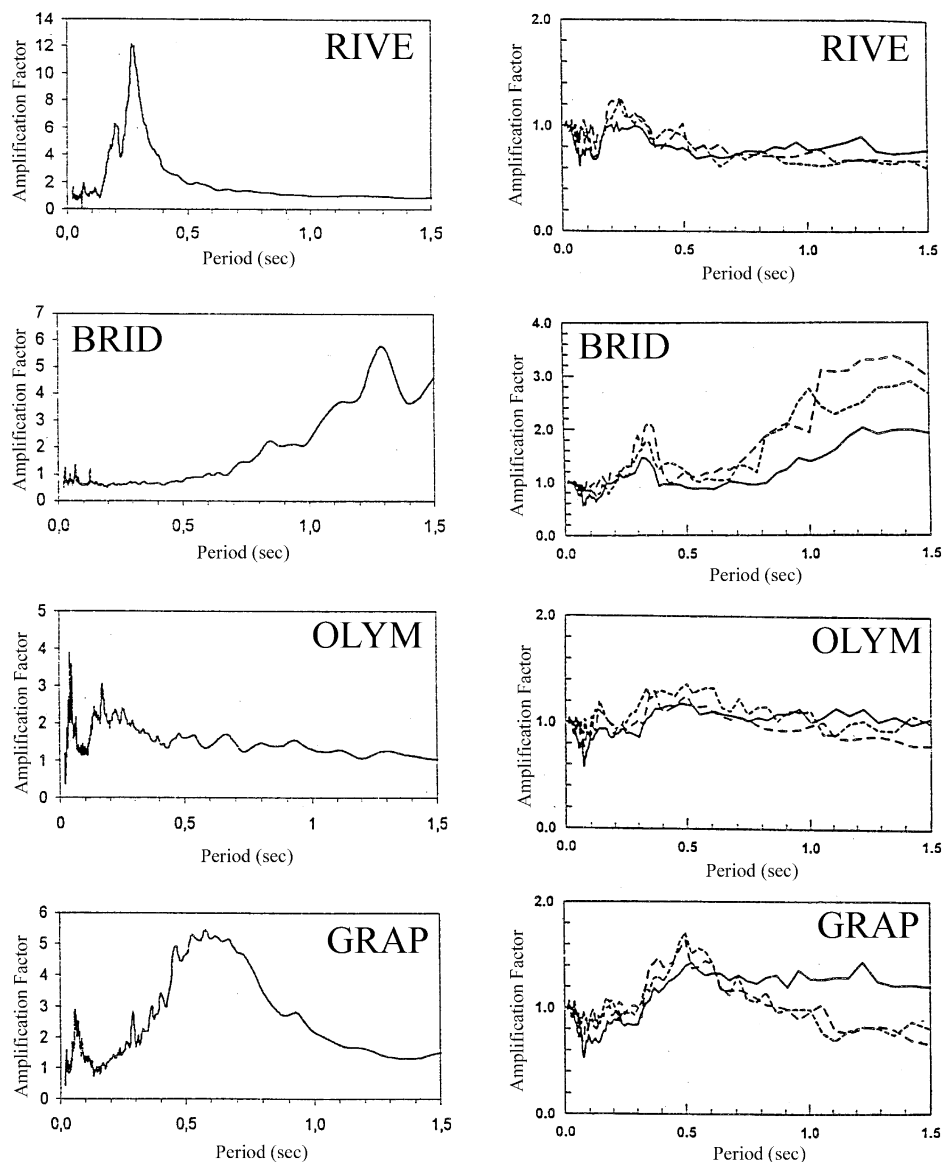 RIVE
Amplification Factor
14
12
10
8
6
4
2
0
0,0 0,5 1,0 1,5
Period (sec)
RIVE
Amplification Factor
2.0
1.0
0.0
0.0 0.5 1.0 1.5
Period (sec)
BRID
Amplification Factor
7
6
5
4
3
2
1
0
0,0 0,5 1,0 1,5
Period (sec)
BRID
Amplification Factor
4.0
3.0
2.0
1.0
0.0
0.0 0.5 1.0 1.5
Period (sec)
OLYM
Amplification Factor
5
4
3
2
1
0
0 0,5 1 1,5
Period (sec)
OLYM
Amplification Factor
2.0
1.0
0.0
0.0 0.5 1.0 1.5
Period (sec)
GRAP
Amplification Factor
6
5
4
3
2
1
0
0,0 0,5 1,0 1,5
Period (sec)
GRAP
Amplification Factor
2.0
1.0
0.0
0.0 0.5 1.0 1.5
Period (sec)